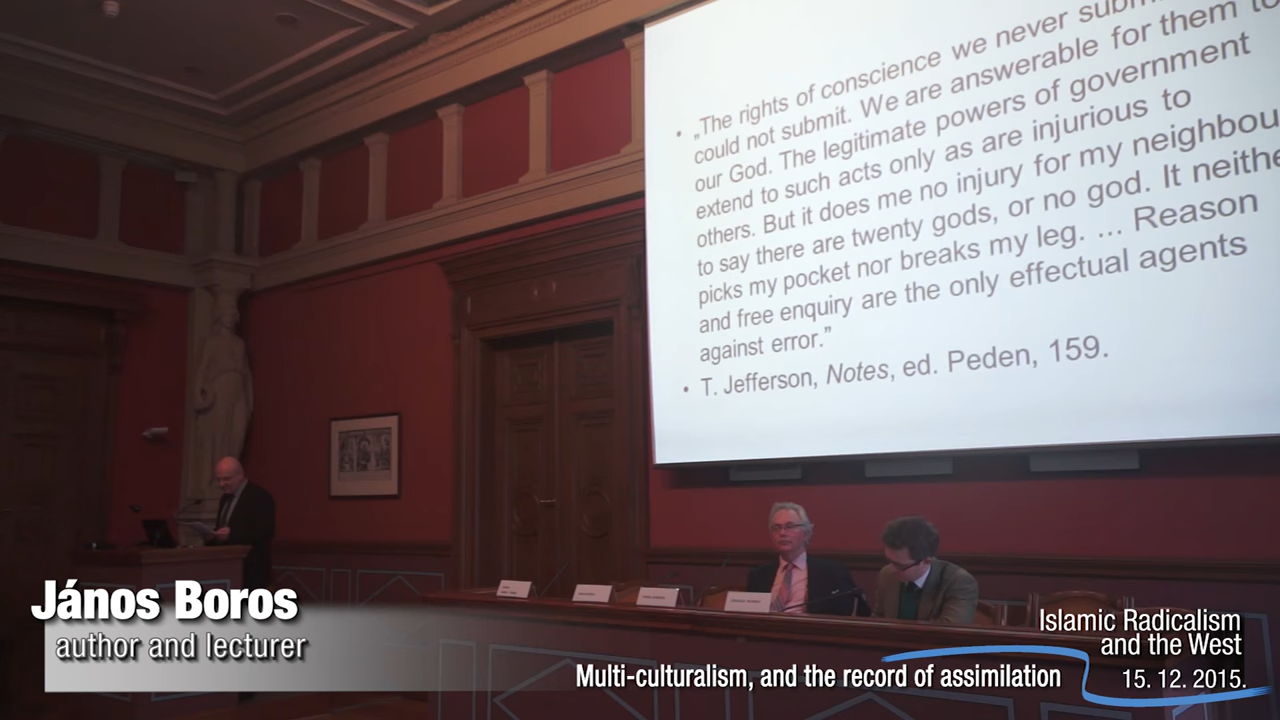 • „The rights of conscience we never
could not submit. We are answerable for them to
our God. The legitimate powers of government
extend to such acts only as are injurious to
others. But it does me no injury for my
to say there are twenty gods, or no god. It
picks my pocket nor breaks my leg. ... Reason
and free enquiry are the only effectual agents
against error.”
• T. Jefferson, Notes, ed. Peden, 159.
János Boros
author and lecturer
Islamic Radicalism
and the West
Multi-culturalism, and the record of assimilation
15. 12. 2015.